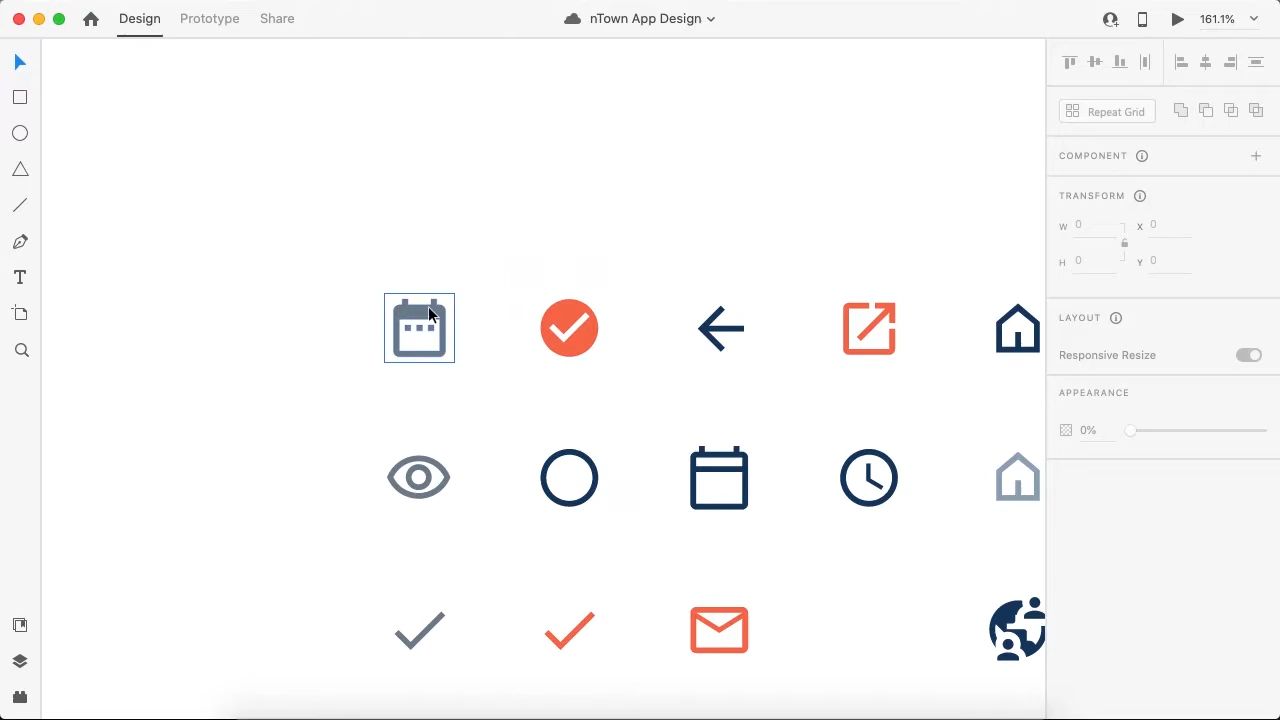 Design Prototype Share nTown App Design 161.1%
Repeat Grid
COMPONENT
TRANSFORM
W 0 X 0
H 0 Y 0
LAYOUT
Responsive Resize
APPEARANCE
0%
T